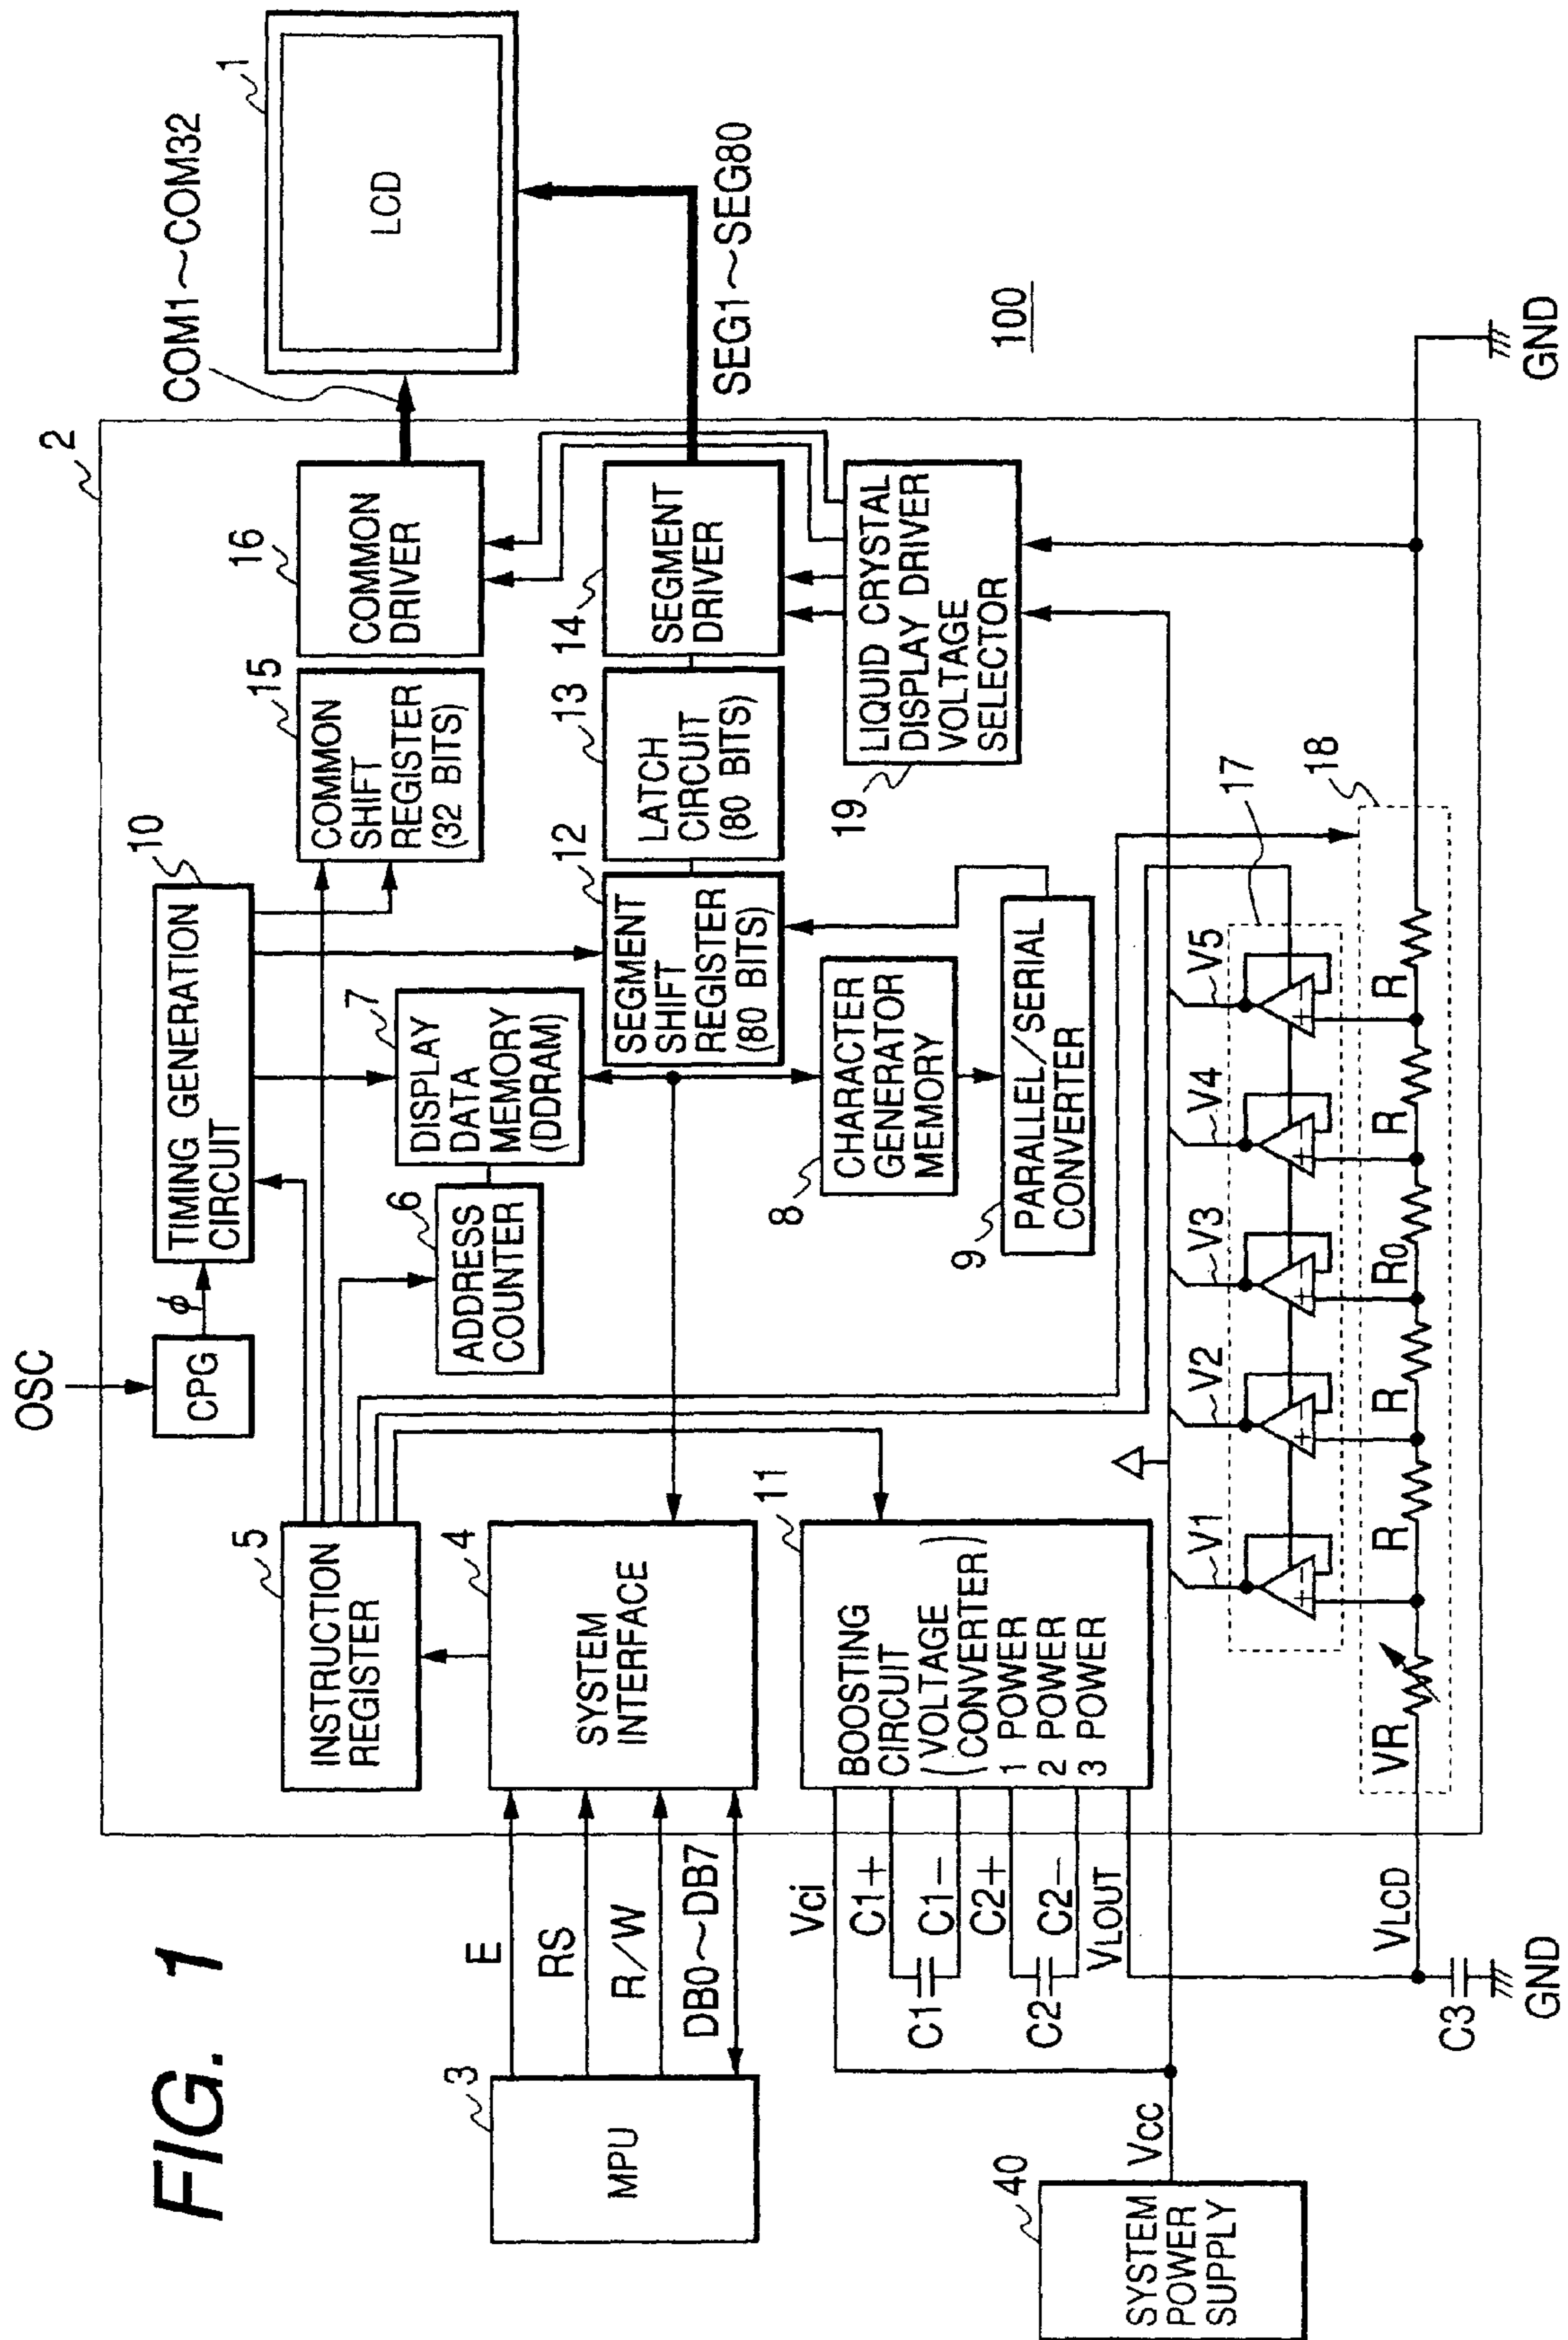 FIG. 1
OSC
CPG
φ
10
TIMING GENERATION
CIRCUIT
2
5
INSTRUCTION
REGISTER
6
ADDRESS
COUNTER
7
DISPLAY
DATA
MEMORY
(DDRAM)
15
COMMON
SHIFT
REGISTER
(32 BITS)
16
COMMON
DRIVER
COM1~COM32
1
LCD
3
MPU
E
RS
R/W
DB0~DB7
4
SYSTEM
INTERFACE
12
SEGMENT
SHIFT
REGISTER
(80 BITS)
13
LATCH
CIRCUIT
(80 BITS)
14
SEGMENT
DRIVER
SEG1~SEG80
8
CHARACTER
GENERATOR
MEMORY
9
PARALLEL/SERIAL
CONVERTER
19
LIQUID CRYSTAL
DISPLAY DRIVER
VOLTAGE
SELECTOR
100
11
BOOSTING
CIRCUIT
(VOLTAGE
CONVERTER)
1 POWER
2 POWER
3 POWER
Vci
C1+
C1
C1-
C2+
C2
C2-
VLOUT
40
SYSTEM
POWER
SUPPLY
Vcc
V1
V2
V3
V4
V5
17
+ -
+ -
+ -
+ -
+ -
18
VLCD
VR
R
R
R0
R
R
C3
GND
GND